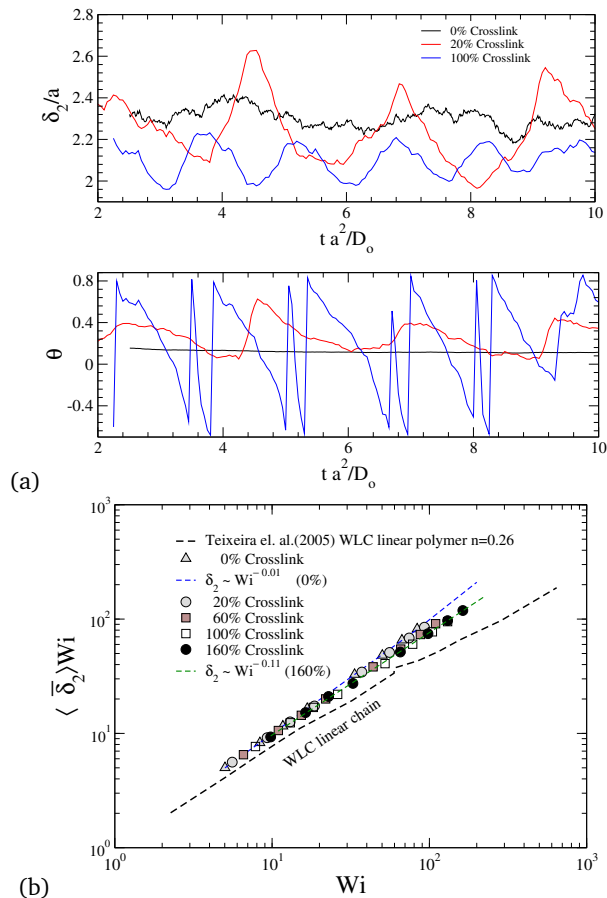 2.8
2.6
2.4
2.2
2
δ₂/a
0% Crosslink
20% Crosslink
100% Crosslink
2 4 6 8 10
t a²/Dₒ
0.8
0.4
0
-0.4
θ
2 4 6 8 10
t a²/Dₒ
(a)
10³
10²
10¹
10⁰
⟨ δ̄₂⟩Wi
Teixeira el. al.(2005) WLC linear polymer n=0.26
0% Crosslink
δ₂ ~ Wi⁻⁰·⁰¹ (0%)
20% Crosslink
60% Crosslink
100% Crosslink
160% Crosslink
δ₂ ~ Wi⁻⁰·¹¹ (160%)
WLC linear chain
10⁰ 10¹ 10² 10³
Wi
(b)